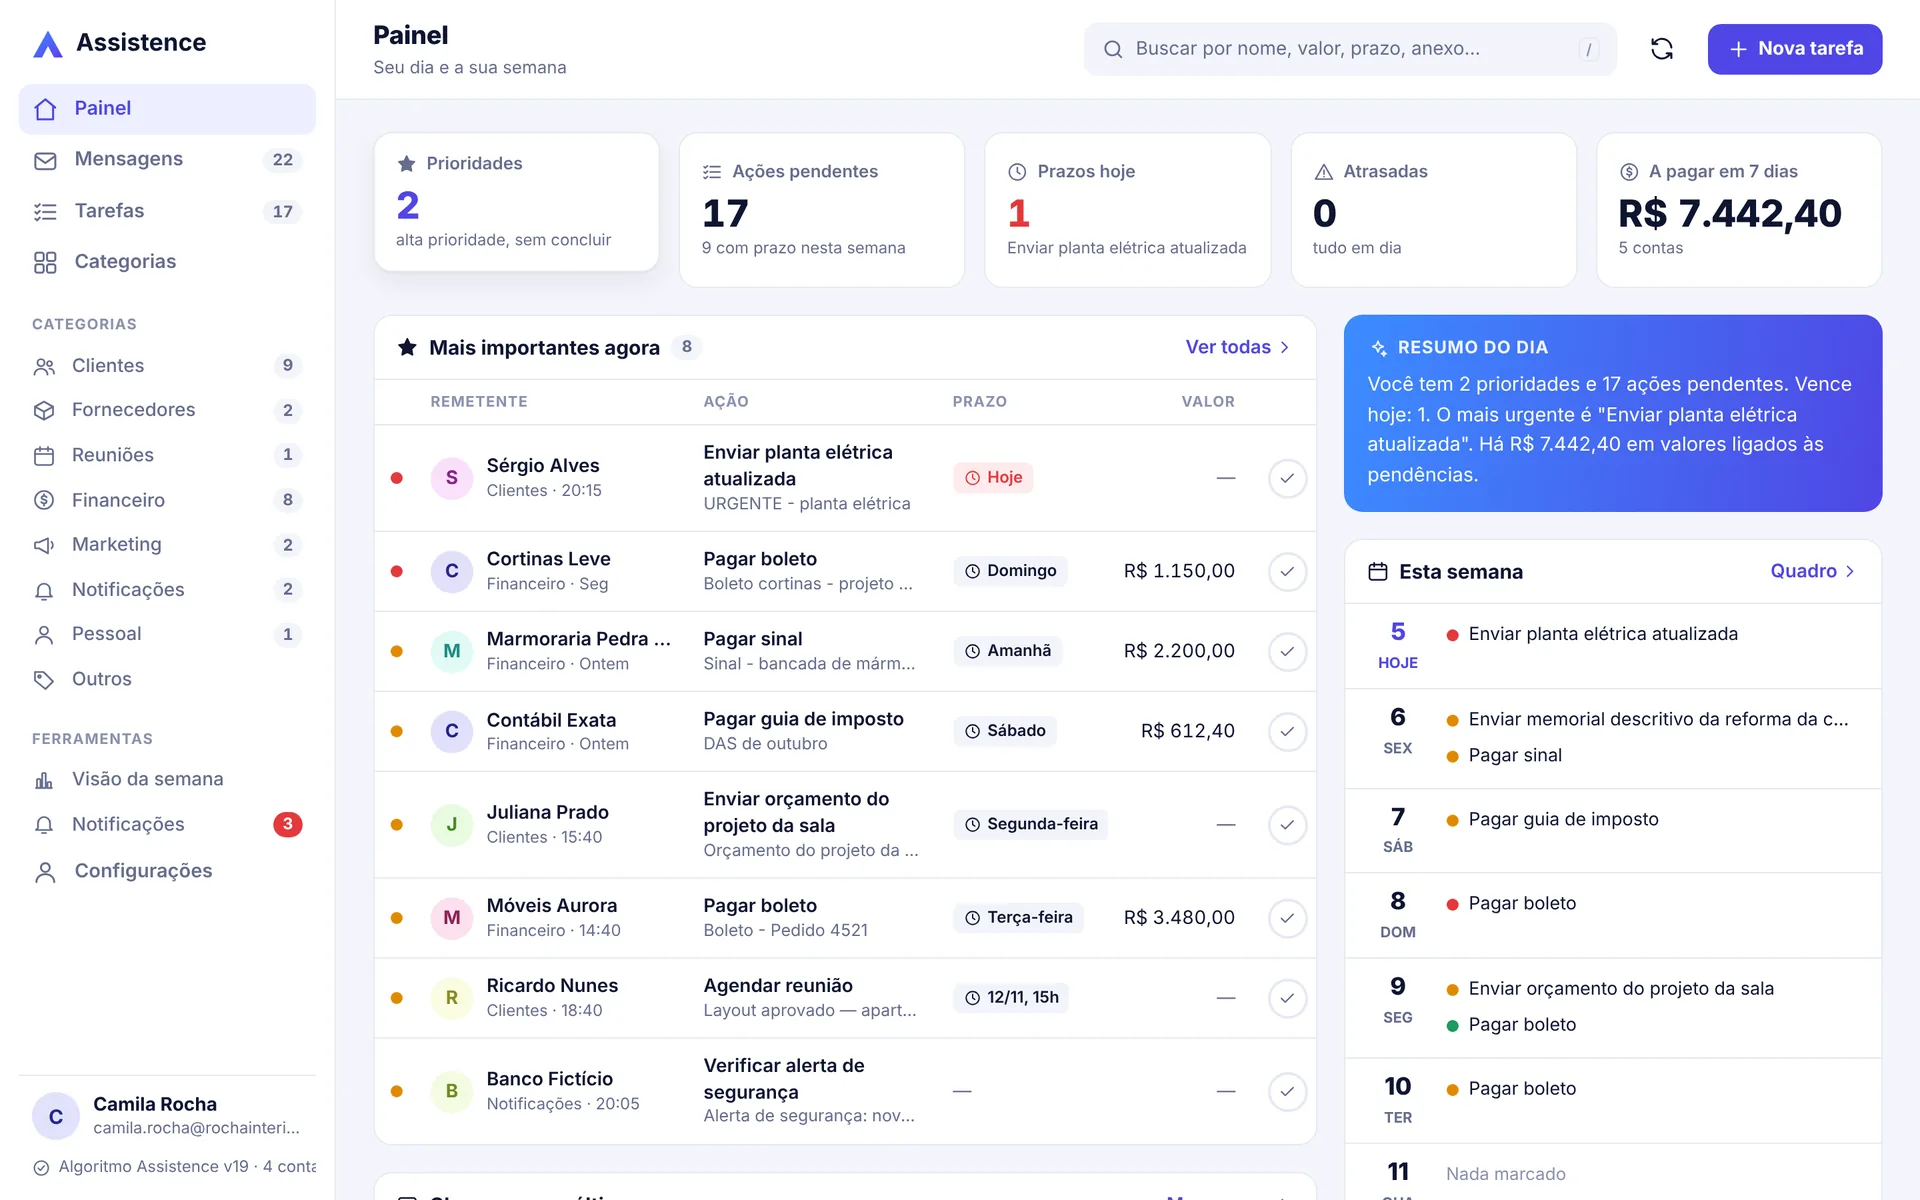 Assistence
Painel
Mensagens 22
Tarefas 17
Categorias
CATEGORIAS
Clientes 9
Fornecedores 2
Reuniões 1
Financeiro 8
Marketing 2
Notificações 2
Pessoal 1
Outros
FERRAMENTAS
Visão da semana
Notificações 3
Configurações
C
Camila Rocha
camila.rocha@rochainteri...
Algoritmo Assistence v19 · 4 conta
Painel
Seu dia e a sua semana
Buscar por nome, valor, prazo, anexo... /
Nova tarefa
Prioridades
2
alta prioridade, sem concluir
Ações pendentes
17
9 com prazo nesta semana
Prazos hoje
1
Enviar planta elétrica atualizada
Atrasadas
0
tudo em dia
A pagar em 7 dias
R$ 7.442,40
5 contas
Mais importantes agora 8
Ver todas
REMETENTE AÇÃO PRAZO VALOR
S
Sérgio Alves
Clientes · 20:15
Enviar planta elétrica
atualizada
URGENTE - planta elétrica
Hoje
—
C
Cortinas Leve
Financeiro · Seg
Pagar boleto
Boleto cortinas - projeto ...
Domingo
R$ 1.150,00
M
Marmoraria Pedra ...
Financeiro · Ontem
Pagar sinal
Sinal - bancada de márm...
Amanhã
R$ 2.200,00
C
Contábil Exata
Financeiro · Ontem
Pagar guia de imposto
DAS de outubro
Sábado
R$ 612,40
J
Juliana Prado
Clientes · 15:40
Enviar orçamento do
projeto da sala
Orçamento do projeto da ...
Segunda-feira
—
M
Móveis Aurora
Financeiro · 14:40
Pagar boleto
Boleto - Pedido 4521
Terça-feira
R$ 3.480,00
R
Ricardo Nunes
Clientes · 18:40
Agendar reunião
Layout aprovado — apart...
12/11, 15h
—
B
Banco Fictício
Notificações · 20:05
Verificar alerta de
segurança
Alerta de segurança: nov...
—
—
RESUMO DO DIA
Você tem 2 prioridades e 17 ações pendentes. Vence
hoje: 1. O mais urgente é "Enviar planta elétrica
atualizada". Há R$ 7.442,40 em valores ligados às
pendências.
Esta semana
Quadro
5
HOJE
Enviar planta elétrica atualizada
6
SEX
Enviar memorial descritivo da reforma da c...
Pagar sinal
7
SÁB
Pagar guia de imposto
8
DOM
Pagar boleto
9
SEG
Enviar orçamento do projeto da sala
Pagar boleto
10
TER
Pagar boleto
11
Nada marcado